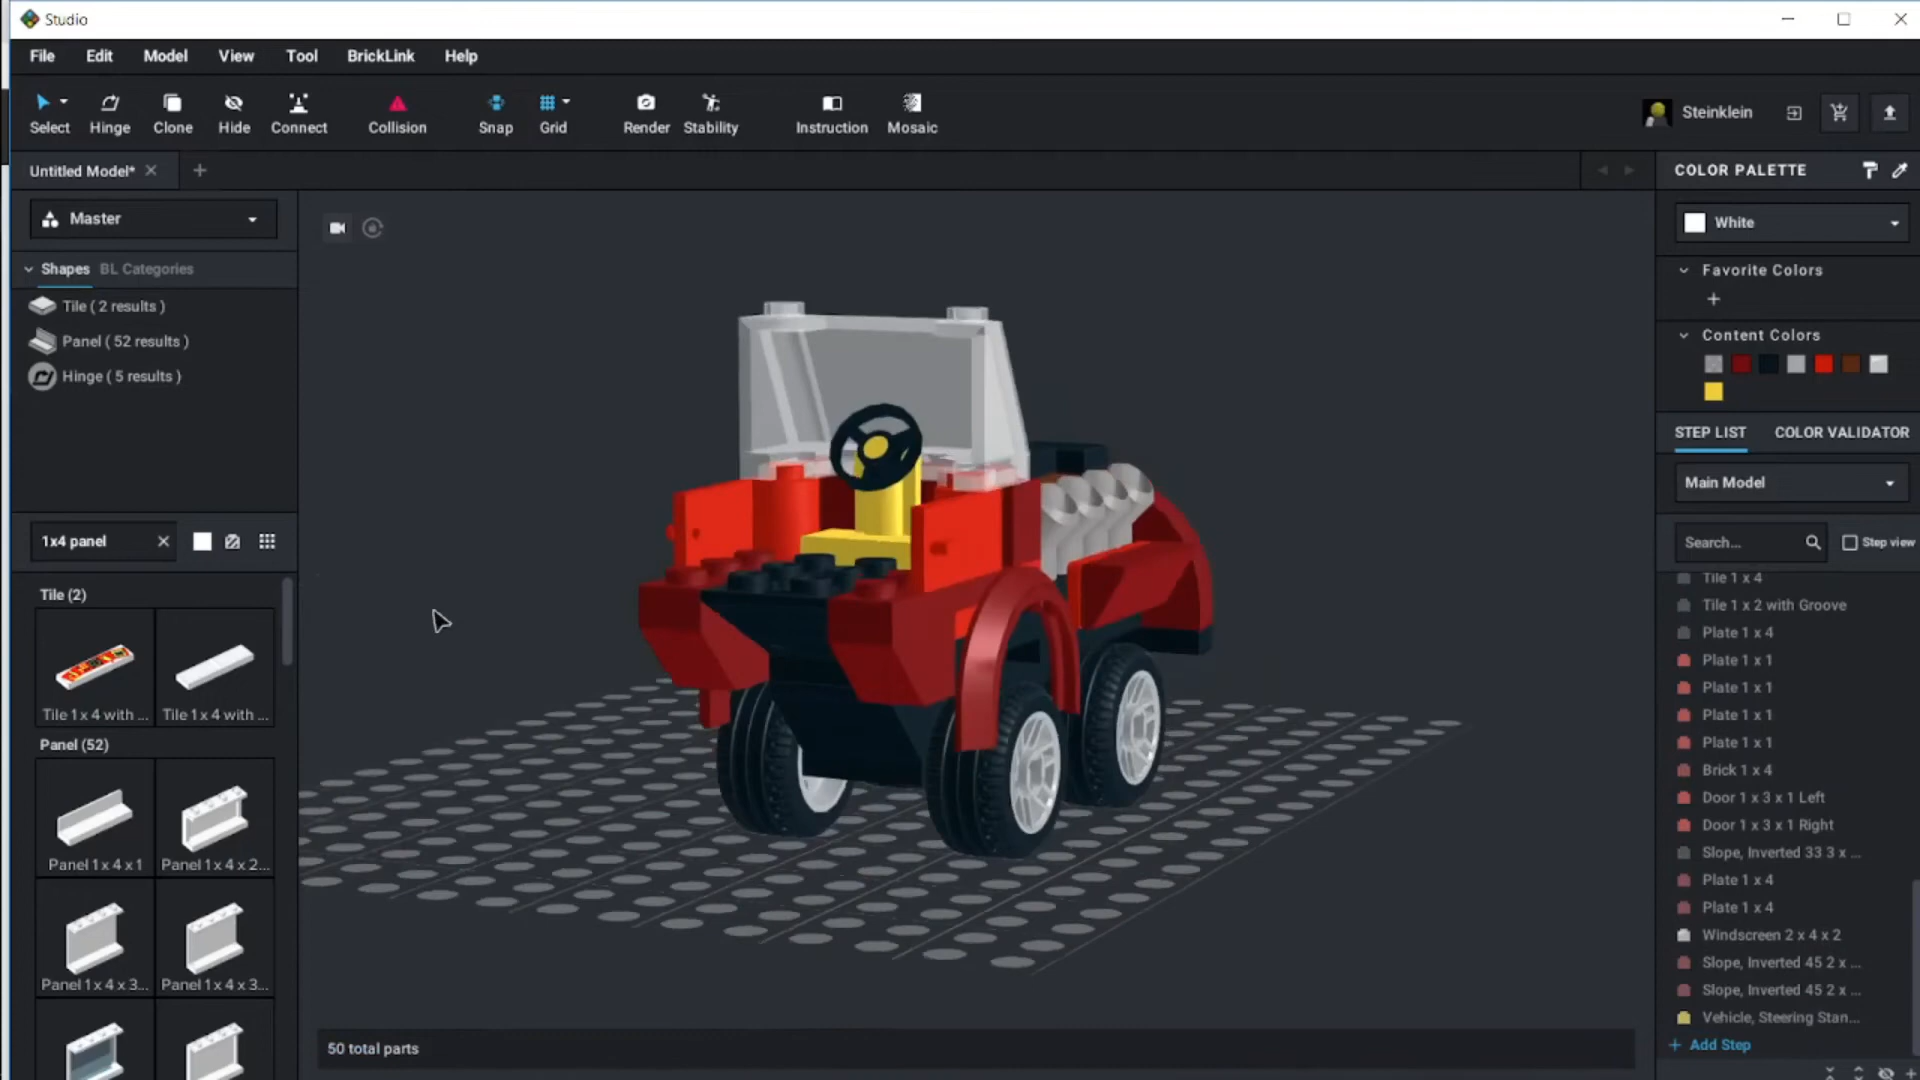 Studio
File Edit Model View Tool BrickLink Help
Select Hinge Clone Hide Connect Collision Snap Grid Render Stability Instruction Mosaic
Steinklein
Untitled Model*
Master
Shapes BL Categories
Tile ( 2 results )
Panel ( 52 results )
Hinge ( 5 results )
1x4 panel
Tile (2)
Tile 1 x 4 with ... Tile 1 x 4 with ...
Panel (52)
Panel 1 x 4 x 1 Panel 1 x 4 x 2...
Panel 1 x 4 x 3... Panel 1 x 4 x 3...
50 total parts
COLOR PALETTE
White
Favorite Colors
Content Colors
STEP LIST COLOR VALIDATOR
Main Model
Search... Step view
Tile 1 x 4
Tile 1 x 2 with Groove
Plate 1 x 4
Plate 1 x 1
Plate 1 x 1
Plate 1 x 1
Plate 1 x 1
Brick 1 x 4
Door 1 x 3 x 1 Left
Door 1 x 3 x 1 Right
Slope, Inverted 33 3 x ...
Plate 1 x 4
Plate 1 x 4
Windscreen 2 x 4 x 2
Slope, Inverted 45 2 x ...
Slope, Inverted 45 2 x ...
Vehicle, Steering Stan...
+ Add Step